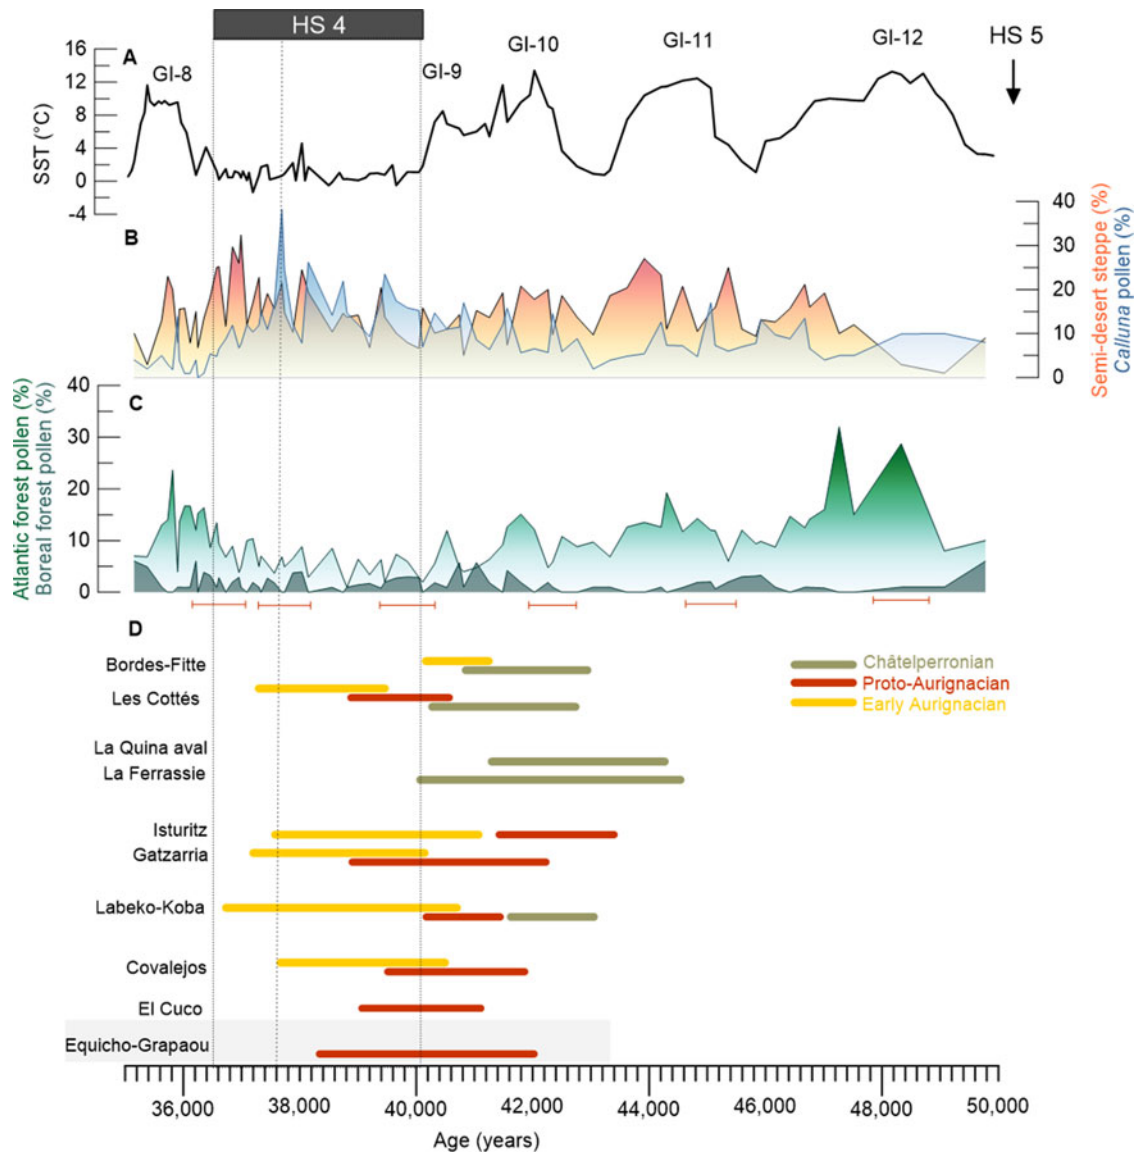 HS 4
HS 5
GI-8
GI-9
GI-10
GI-11
GI-12
A
SST (°C)
16
12
8
4
0
-4
B
40
30
20
10
0
Semi-desert steppe (%)
Calluna pollen (%)
C
Atlantic forest pollen (%)
Boreal forest pollen (%)
40
30
20
10
0
D
Bordes-Fitte
Les Cottés
La Quina aval
La Ferrassie
Isturitz
Gatzarria
Labeko-Koba
Covalejos
El Cuco
Equicho-Grapaou
Châtelperronian
Proto-Aurignacian
Early Aurignacian
36,000
38,000
40,000
42,000
44,000
46,000
48,000
50,000
Age (years)